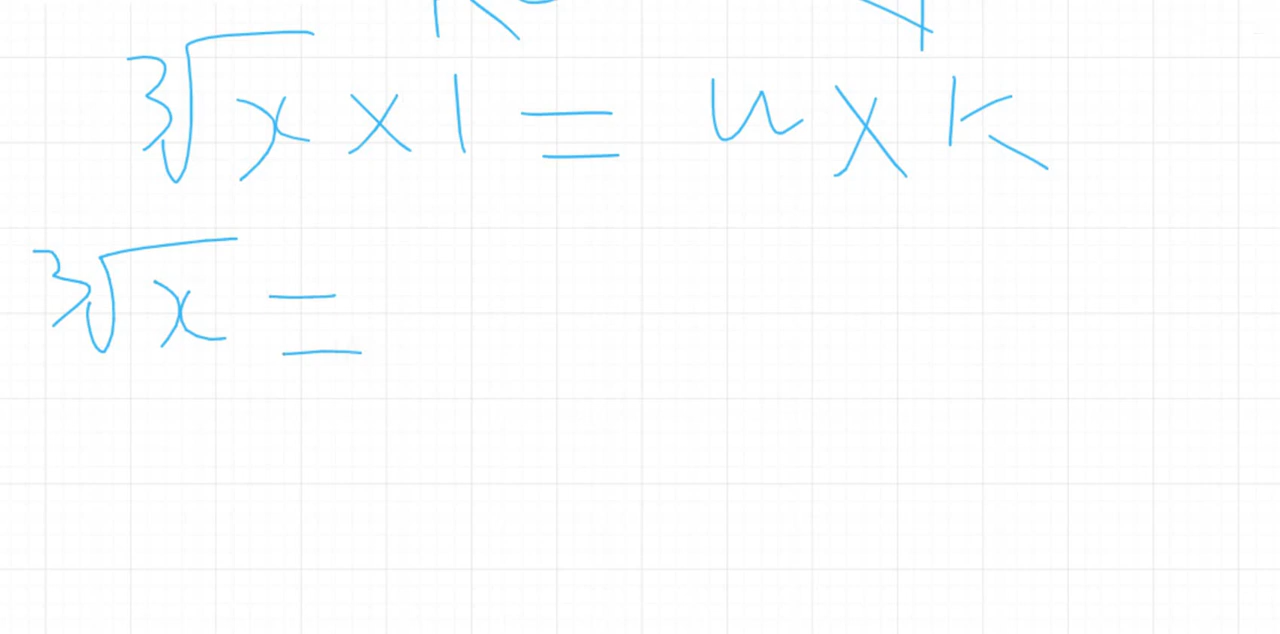 ∛x × 1 = u × k
∛x =